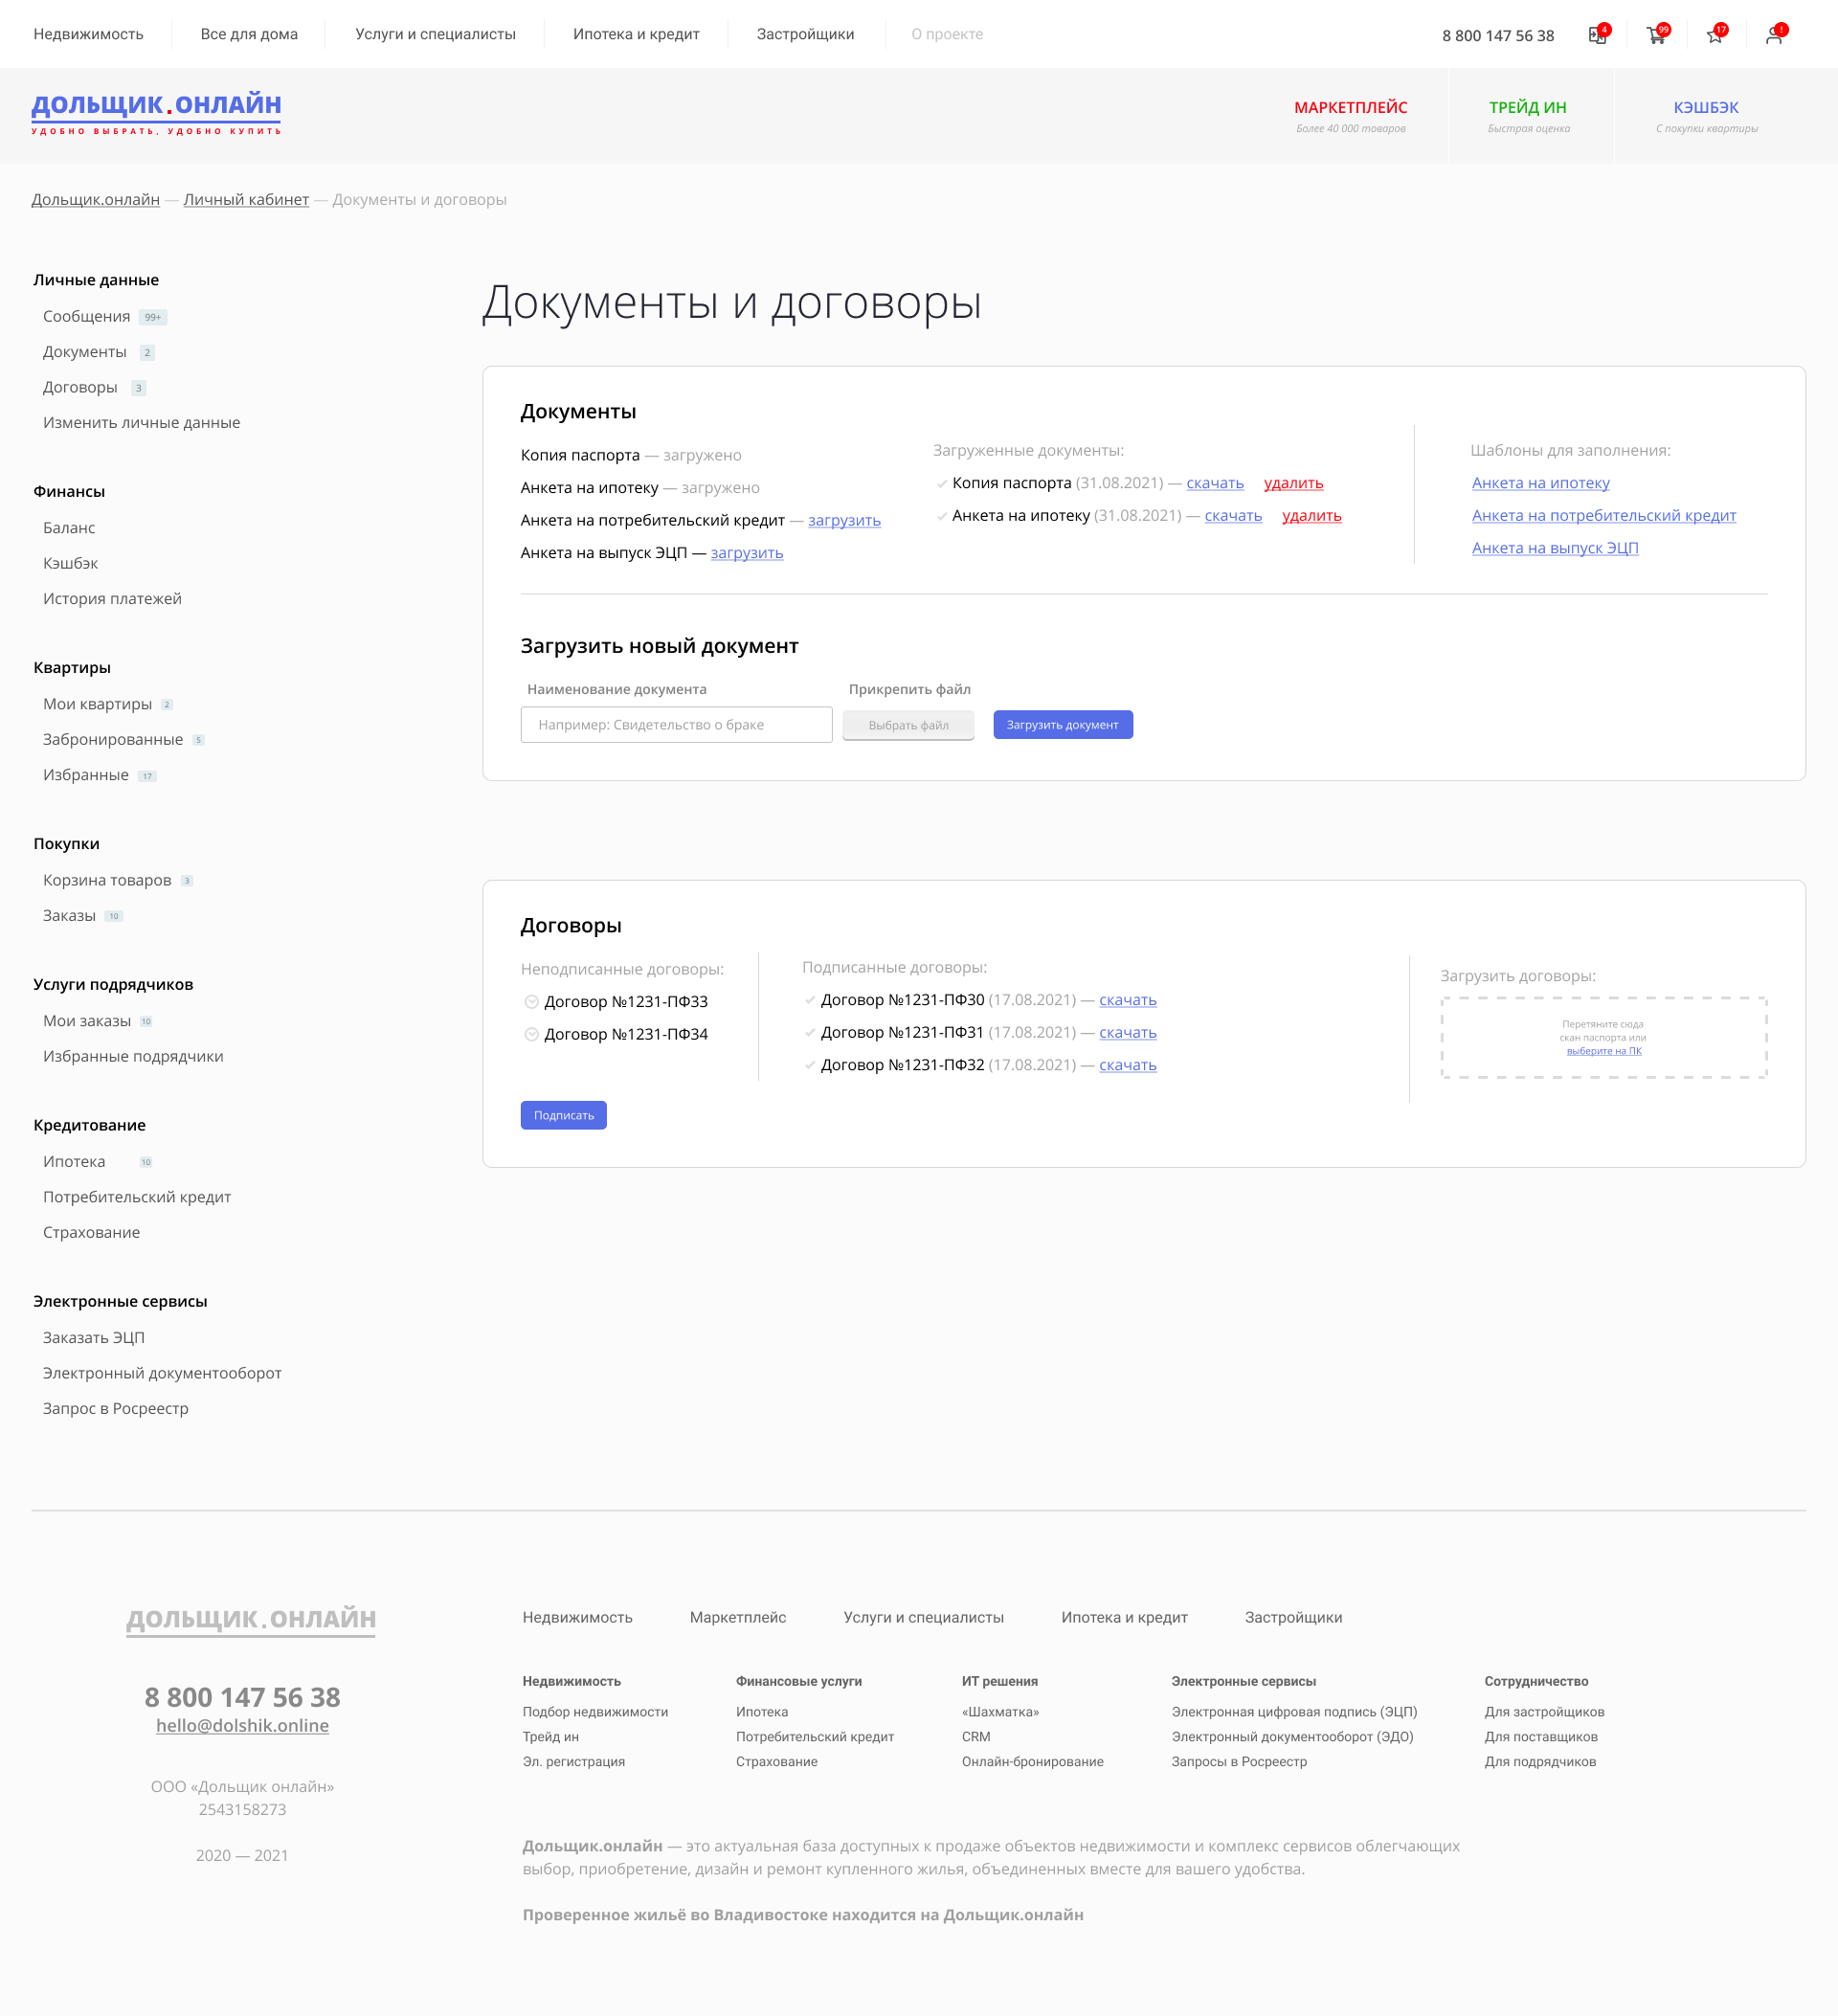 Недвижимость
Все для дома
Услуги и специалисты
Ипотека и кредит
Застройщики
О проекте
8 800 147 56 38
4
99
17
!
ДОЛЬЩИК.ОНЛАЙН
УДОБНО ВЫБРАТЬ, УДОБНО КУПИТЬ
МАРКЕТПЛЕЙС
Более 40 000 товаров
ТРЕЙД ИН
Быстрая оценка
КЭШБЭК
С покупки квартиры
Дольщик.онлайн — Личный кабинет — Документы и договоры
Личные данные
Сообщения 99+
Документы 2
Договоры 3
Изменить личные данные
Финансы
Баланс
Кэшбэк
История платежей
Квартиры
Мои квартиры 2
Забронированные 5
Избранные 17
Покупки
Корзина товаров 3
Заказы 10
Услуги подрядчиков
Мои заказы 10
Избранные подрядчики
Кредитование
Ипотека 10
Потребительский кредит
Страхование
Электронные сервисы
Заказать ЭЦП
Электронный документооборот
Запрос в Росреестр
Документы и договоры
Документы
Копия паспорта — загружено
Анкета на ипотеку — загружено
Анкета на потребительский кредит — загрузить
Анкета на выпуск ЭЦП — загрузить
Загруженные документы:
Копия паспорта (31.08.2021) — скачать удалить
Анкета на ипотеку (31.08.2021) — скачать удалить
Шаблоны для заполнения:
Анкета на ипотеку
Анкета на потребительский кредит
Анкета на выпуск ЭЦП
Загрузить новый документ
Наименование документа
Например: Свидетельство о браке
Прикрепить файл
Выбрать файл
Загрузить документ
Договоры
Неподписанные договоры:
Договор №1231-ПФ33
Договор №1231-ПФ34
Подписать
Подписанные договоры:
Договор №1231-ПФ30 (17.08.2021) — скачать
Договор №1231-ПФ31 (17.08.2021) — скачать
Договор №1231-ПФ32 (17.08.2021) — скачать
Загрузить договоры:
Перетяните сюда
скан паспорта или
выберите на ПК
ДОЛЬЩИК.ОНЛАЙН
8 800 147 56 38
hello@dolshik.online
ООО «Дольщик онлайн»
2543158273
2020 — 2021
Недвижимость
Маркетплейс
Услуги и специалисты
Ипотека и кредит
Застройщики
Недвижимость
Подбор недвижимости
Трейд ин
Эл. регистрация
Финансовые услуги
Ипотека
Потребительский кредит
Страхование
ИТ решения
«Шахматка»
CRM
Онлайн-бронирование
Электронные сервисы
Электронная цифровая подпись (ЭЦП)
Электронный документооборот (ЭДО)
Запросы в Росреестр
Сотрудничество
Для застройщиков
Для поставщиков
Для подрядчиков
Дольщик.онлайн — это актуальная база доступных к продаже объектов недвижимости и комплекс сервисов облегчающих
выбор, приобретение, дизайн и ремонт купленного жилья, объединенных вместе для вашего удобства.
Проверенное жильё во Владивостоке находится на Дольщик.онлайн